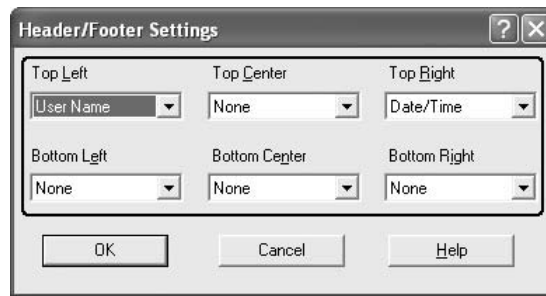 Header/Footer Settings
Top Left Top Center Top Right
User Name None Date/Time
Bottom Left Bottom Center Bottom Right
None None None
OK Cancel Help